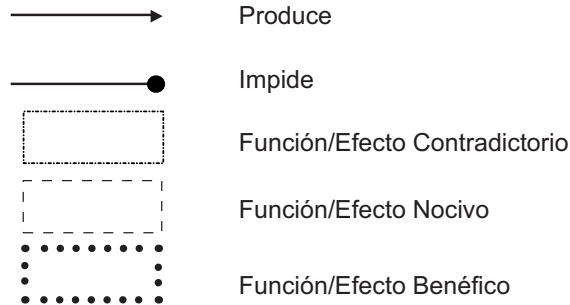 Produce
Impide
Función/Efecto Contradictorio
Función/Efecto Nocivo
Función/Efecto Benéfico